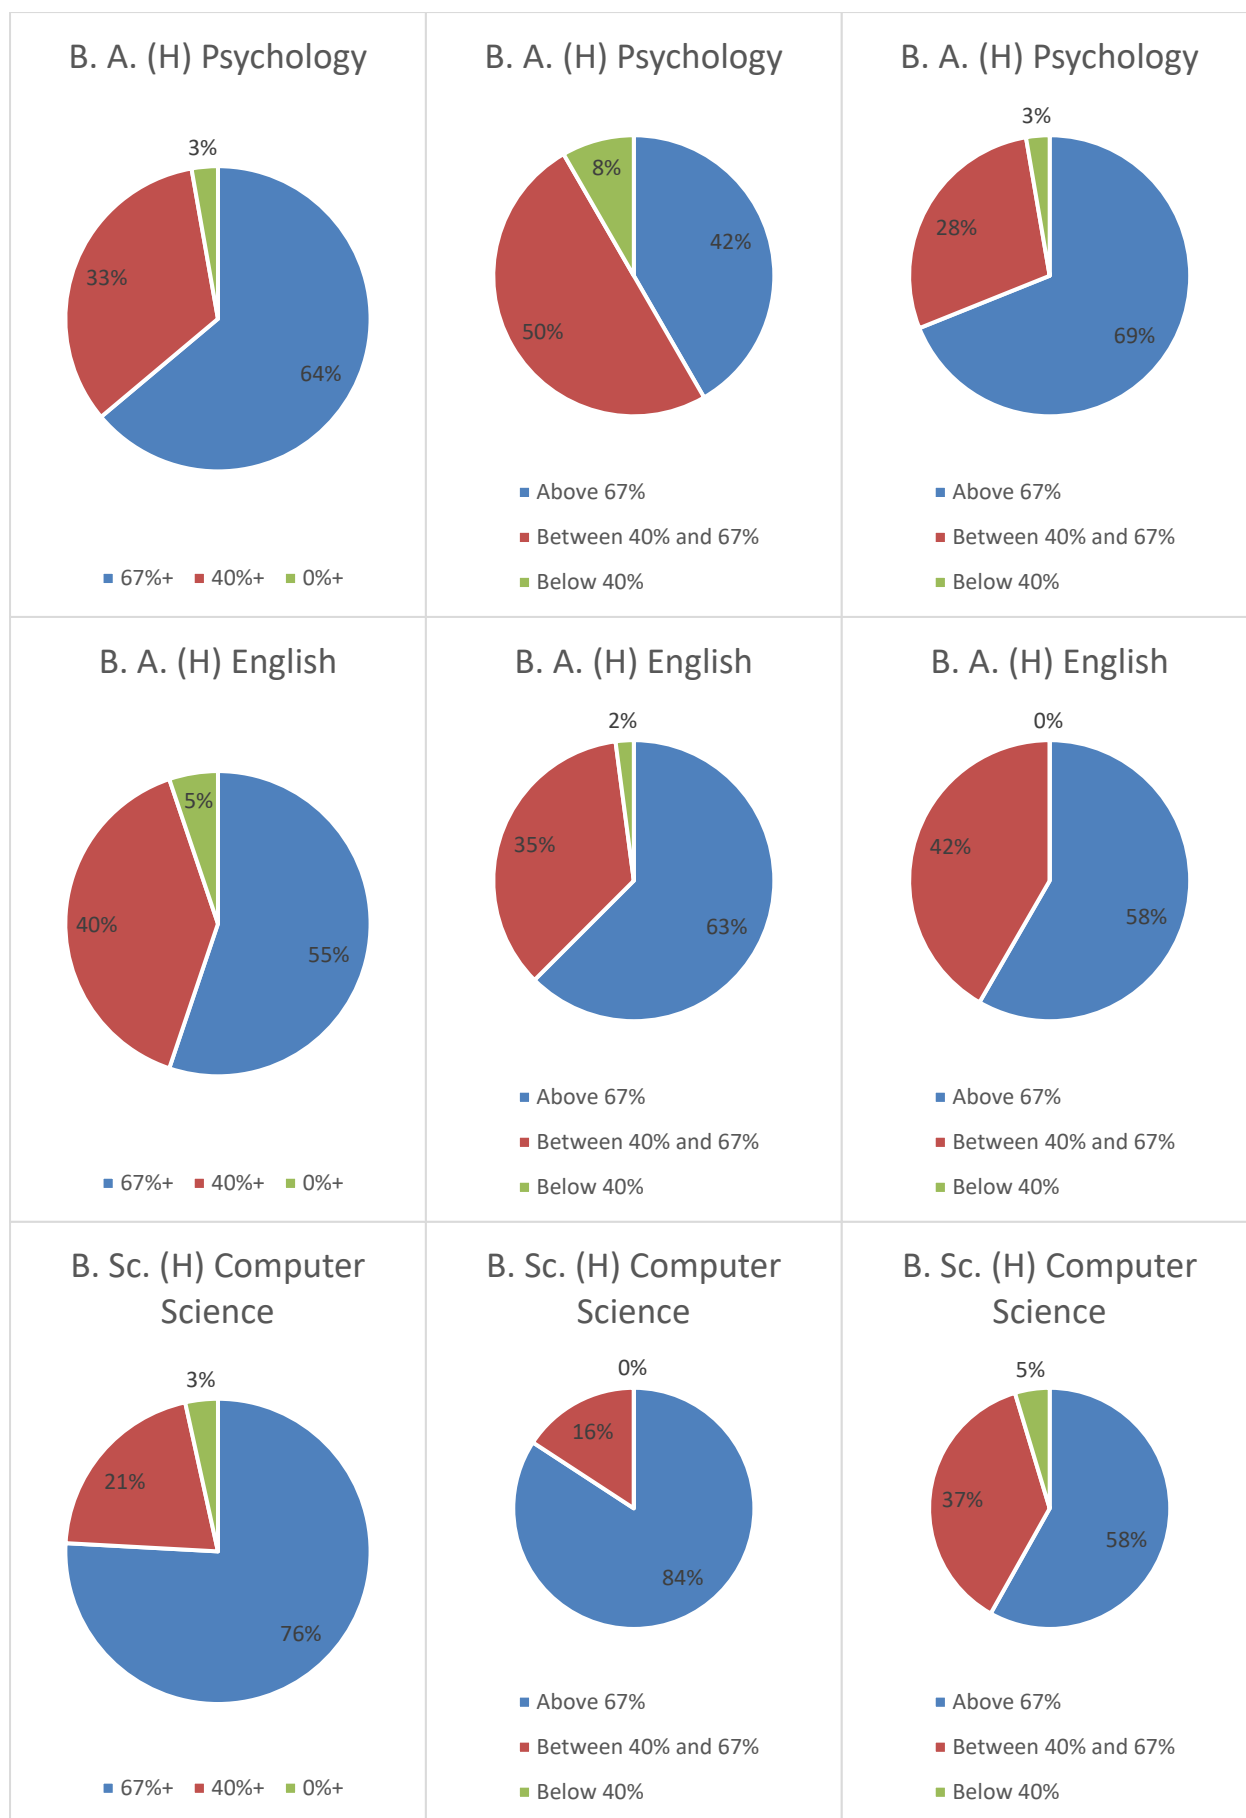 B. A. (H) Psychology
3%
33%
64%
67%+ 40%+ 0%+
B. A. (H) Psychology
8%
42%
50%
Above 67%
Between 40% and 67%
Below 40%
B. A. (H) Psychology
3%
28%
69%
Above 67%
Between 40% and 67%
Below 40%
B. A. (H) English
5%
40%
55%
67%+ 40%+ 0%+
B. A. (H) English
2%
35%
63%
Above 67%
Between 40% and 67%
Below 40%
B. A. (H) English
0%
42%
58%
Above 67%
Between 40% and 67%
Below 40%
B. Sc. (H) Computer
Science
3%
21%
76%
67%+ 40%+ 0%+
B. Sc. (H) Computer
Science
0%
16%
84%
Above 67%
Between 40% and 67%
Below 40%
B. Sc. (H) Computer
Science
5%
37%
58%
Above 67%
Between 40% and 67%
Below 40%